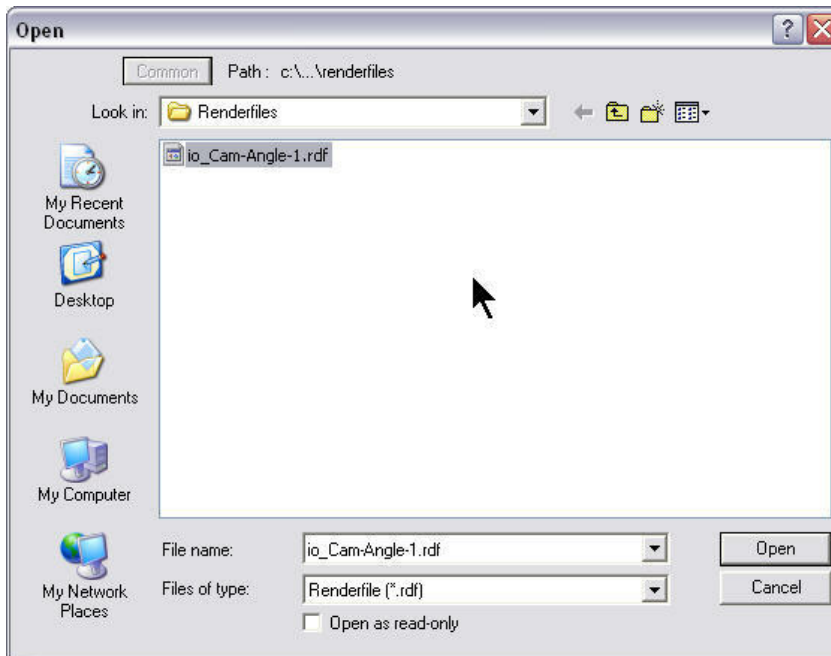 Open
Common Path : c:\...\renderfiles
Look in: Renderfiles
io_Cam-Angle-1.rdf
My Recent
Documents
Desktop
My Documents
My Computer
My Network
Places
File name: io_Cam-Angle-1.rdf Open
Files of type: Renderfile (*.rdf) Cancel
Open as read-only